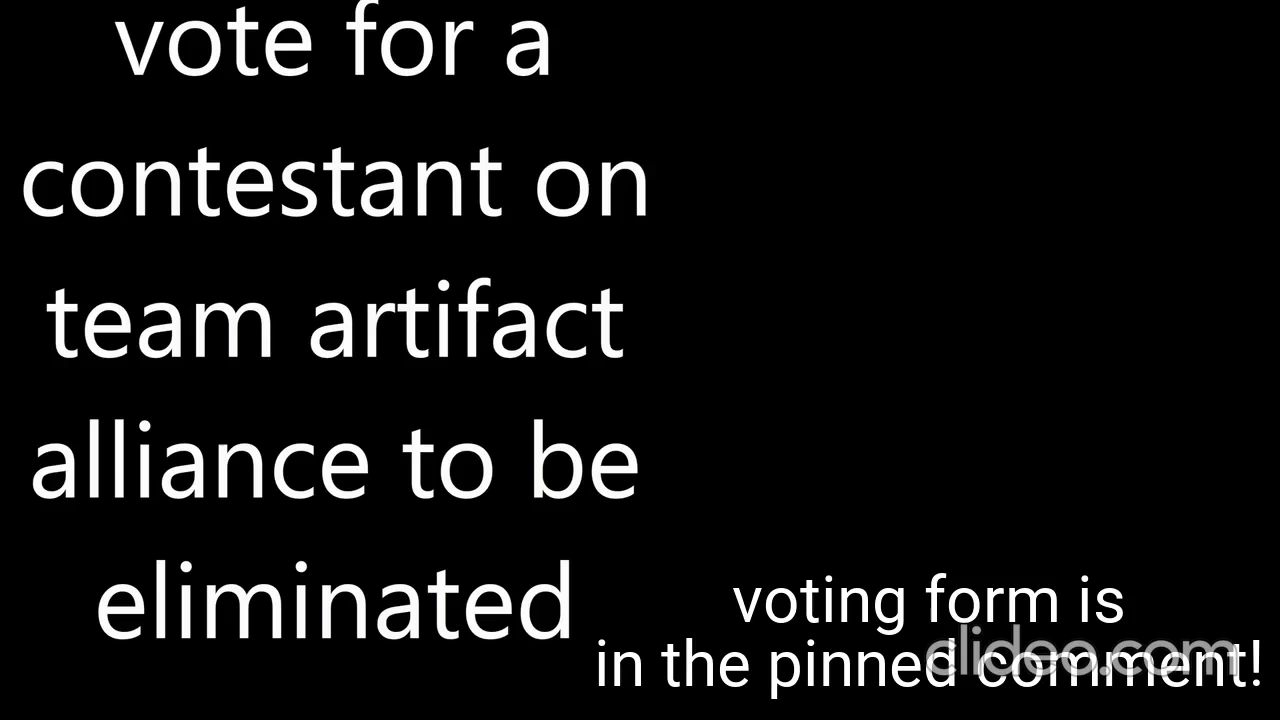 vote for a
contestant on
team artifact
alliance to be
eliminated
voting form is
in the pinned comment!
clideo.com